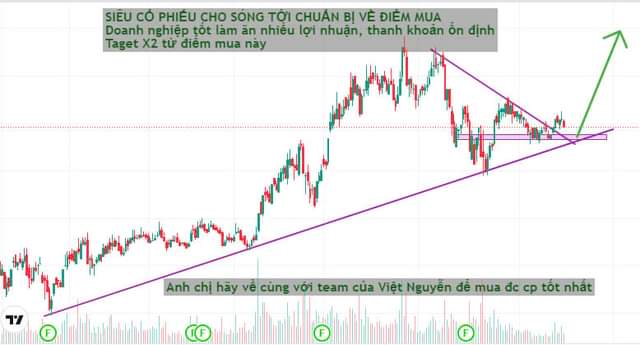 SIÊU CỔ PHIẾU CHO SÓNG TỚI CHUẨN BỊ VỀ ĐIỂM MUA
Doanh nghiệp tốt làm ăn nhiều lợi nhuận, thanh khoản ổn định
Taget X2 từ điểm mua này
Anh chị hãy về cùng với team của Việt Nguyễn để mua đc cp tốt nhất
F
F
F
F